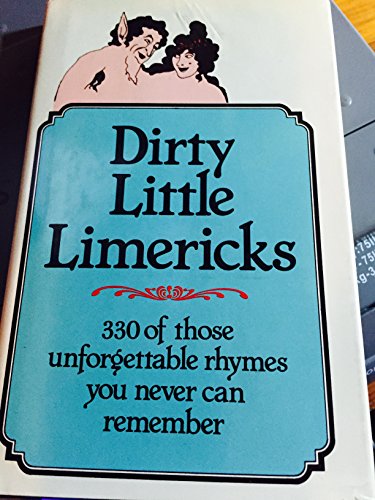 Dirty
Little
Limericks
330 of those
unforgettable rhymes
you never can
remember